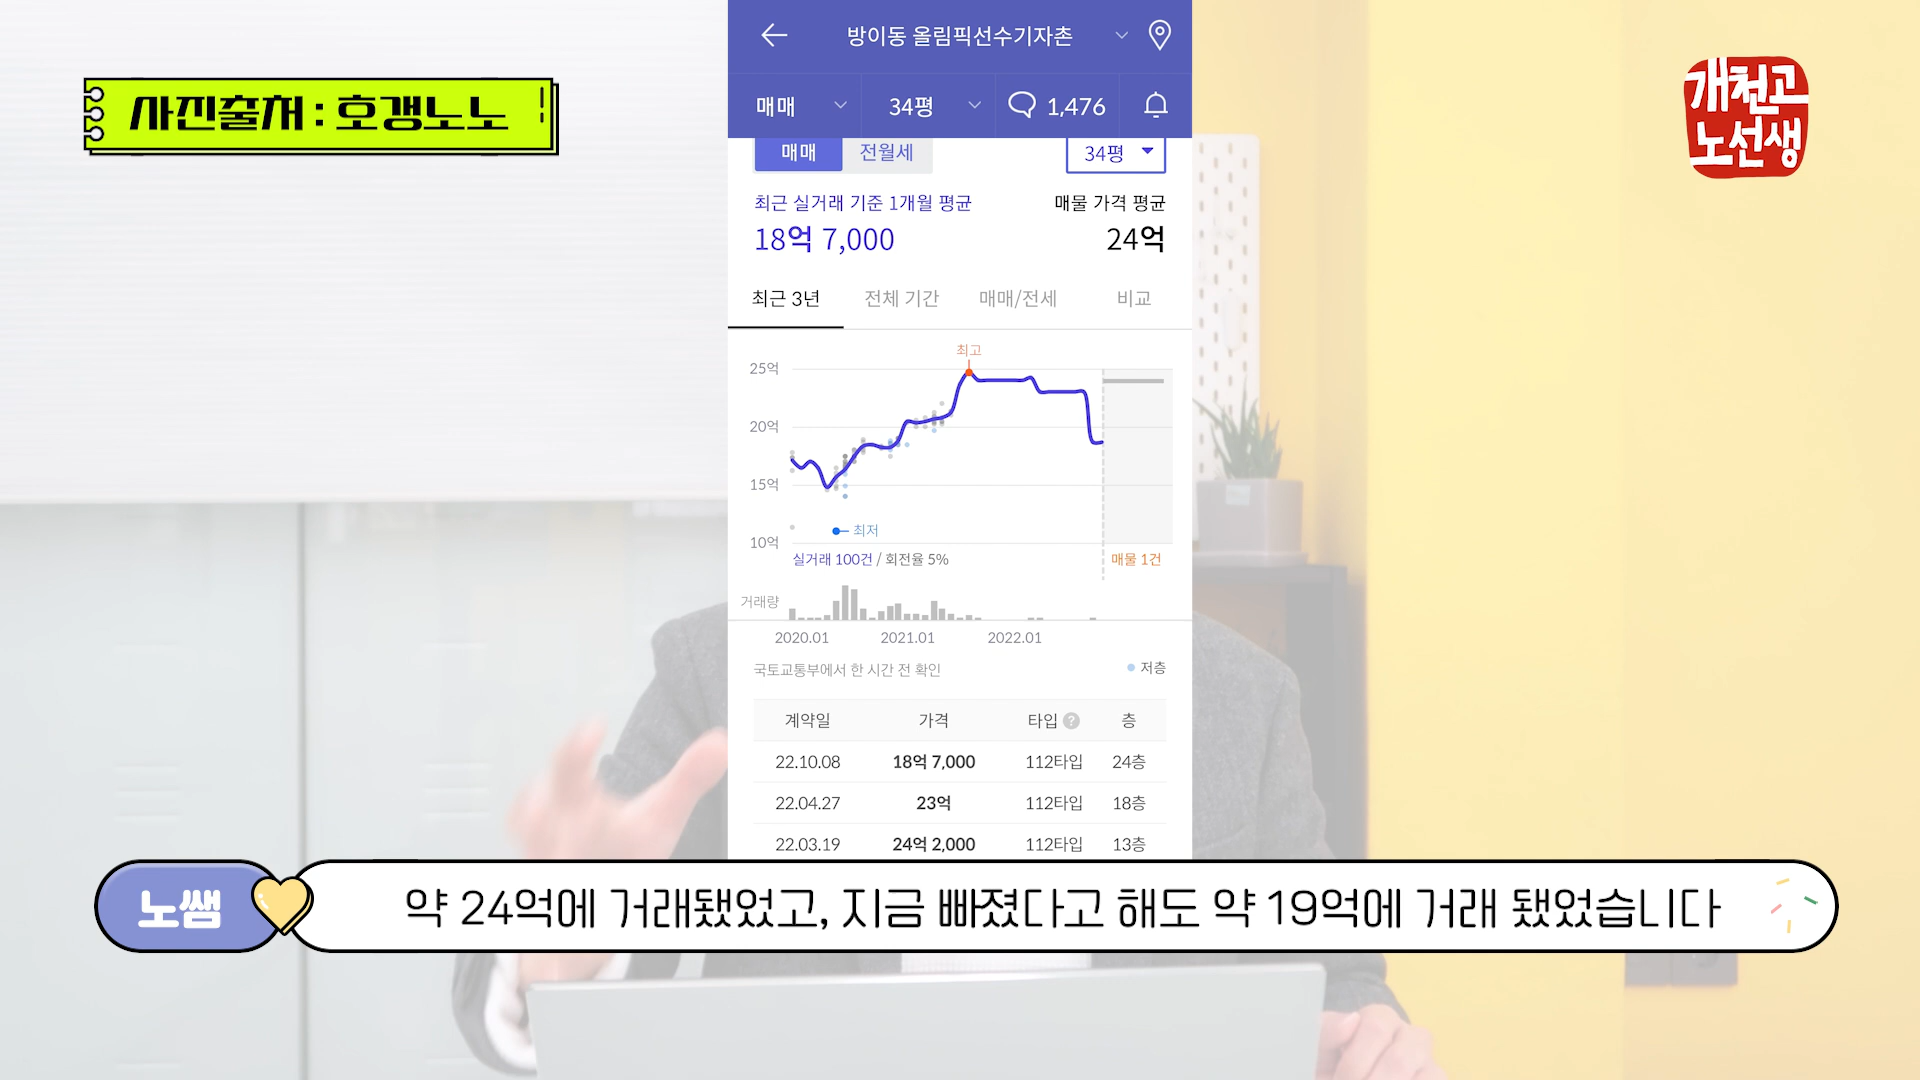 방이동 올림픽선수기자촌
사진출처 : 호갱노노
개천고
노선생
매매 34평 1,476
매매 전월세 34평
최근 실거래 기준 1개월 평균 매물 가격 평균
18억 7,000 24억
최근 3년 전체 기간 매매/전세 비교
최고
25억
20억
15억
최저
10억
실거래 100건 / 회전율 5% 매물 1건
거래량
2020.01 2021.01 2022.01
국토교통부에서 한 시간 전 확인 저층
계약일 가격 타입 ? 층
22.10.08 18억 7,000 112타입 24층
22.04.27 23억 112타입 18층
22.03.19 24억 2,000 112타입 13층
노쌤 약 24억에 거래됐었고, 지금 빠졌다고 해도 약 19억에 거래 됐었습니다